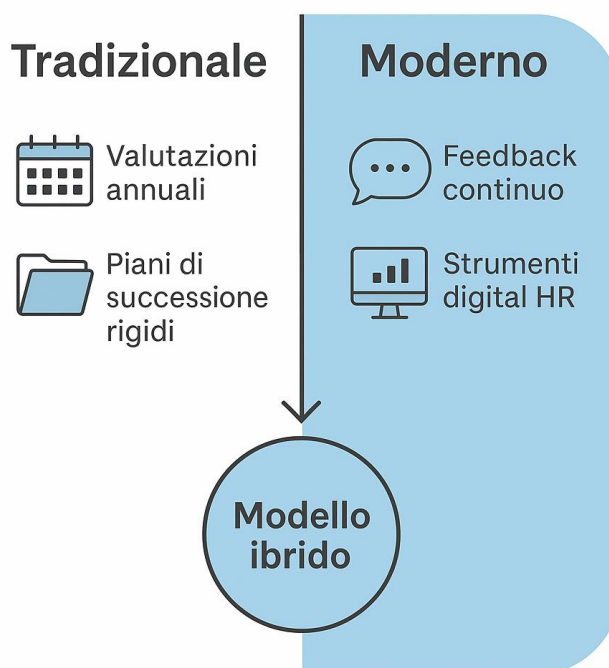 Tradizionale
Valutazioni
annuali
Piani di
successione
rigidi
Moderno
Feedback
continuo
Strumenti
digital HR
Modello
ibrido